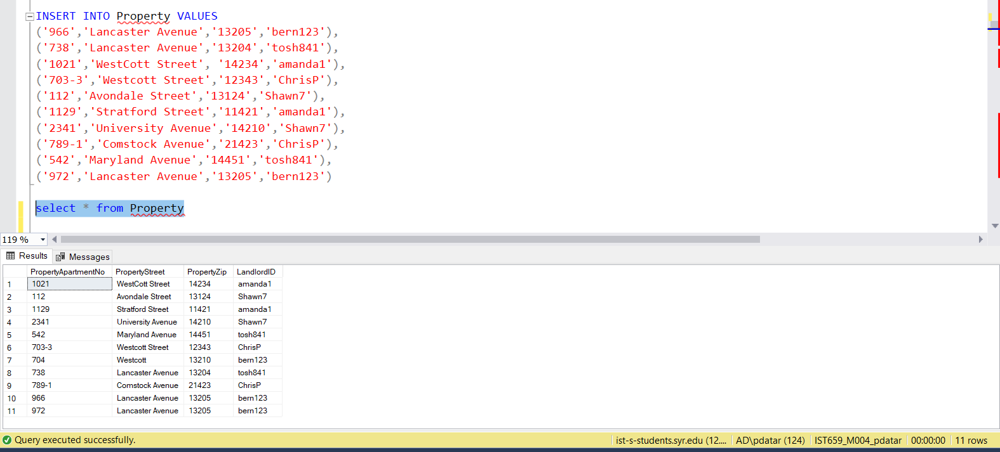 INSERT INTO Property VALUES
('966','Lancaster Avenue','13205','bern123'),
('738','Lancaster Avenue','13204','tosh841'),
('1021','WestCott Street', '14234','amanda1'),
('703-3','Westcott Street','12343','ChrisP'),
('112','Avondale Street','13124','Shawn7'),
('1129','Stratford Street','11421','amanda1'),
('2341','University Avenue','14210','Shawn7'),
('789-1','Comstock Avenue','21423','ChrisP'),
('542','Maryland Avenue','14451','tosh841'),
('972','Lancaster Avenue','13205','bern123')
select * from Property
119 %
Results Messages
PropertyApartmentNo PropertyStreet PropertyZip LandlordID
1 1021 WestCott Street 14234 amanda1
2 112 Avondale Street 13124 Shawn7
3 1129 Stratford Street 11421 amanda1
4 2341 University Avenue 14210 Shawn7
5 542 Maryland Avenue 14451 tosh841
6 703-3 Westcott Street 12343 ChrisP
7 704 Westcott 13210 bern123
8 738 Lancaster Avenue 13204 tosh841
9 789-1 Comstock Avenue 21423 ChrisP
10 966 Lancaster Avenue 13205 bern123
11 972 Lancaster Avenue 13205 bern123
Query executed successfully. ist-s-students.syr.edu (12.... AD\pdatar (124) IST659_M004_pdatar 00:00:00 11 rows